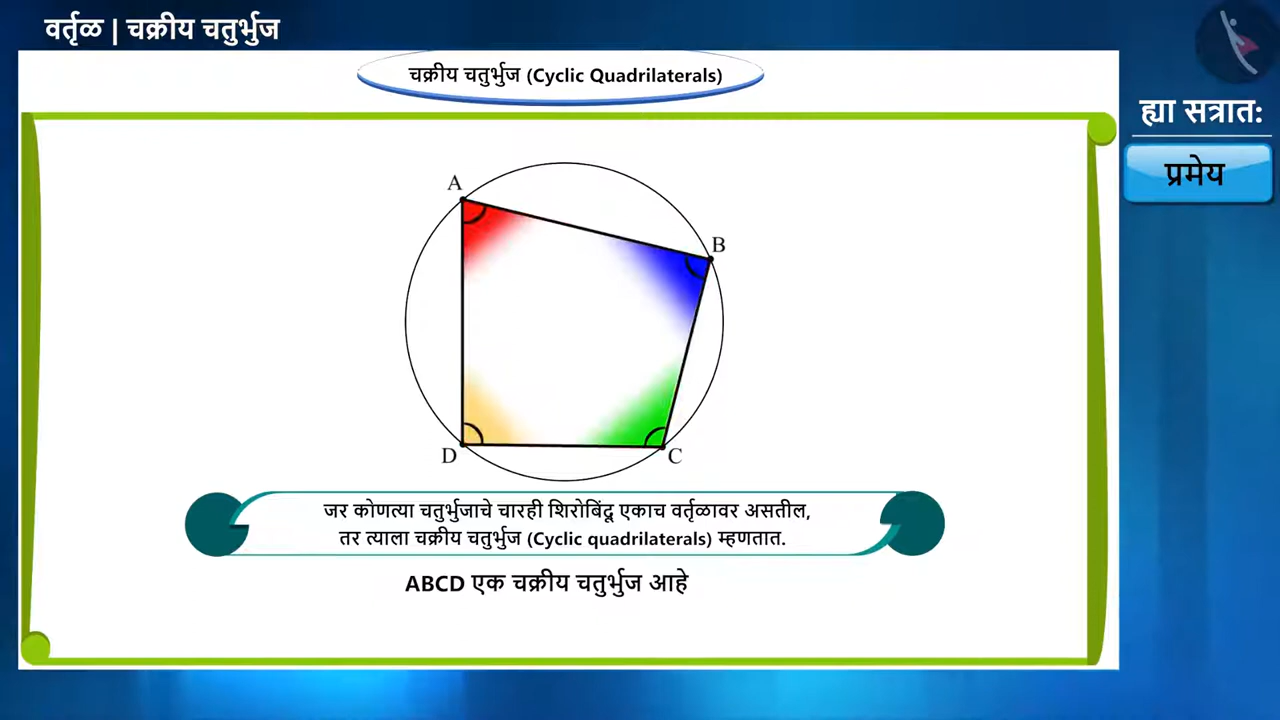 वर्तृळ | चक्रीय चतुर्भुज
चक्रीय चतुर्भुज (Cyclic Quadrilaterals)
ह्या सत्रात:
प्रमेय
A
B
D
C
जर कोणत्या चतुर्भुजाचे चारही शिरोबिंदू एकाच वर्तृळावर असतील,
तर त्याला चक्रीय चतुर्भुज (Cyclic quadrilaterals) म्हणतात.
ABCD एक चक्रीय चतुर्भुज आहे